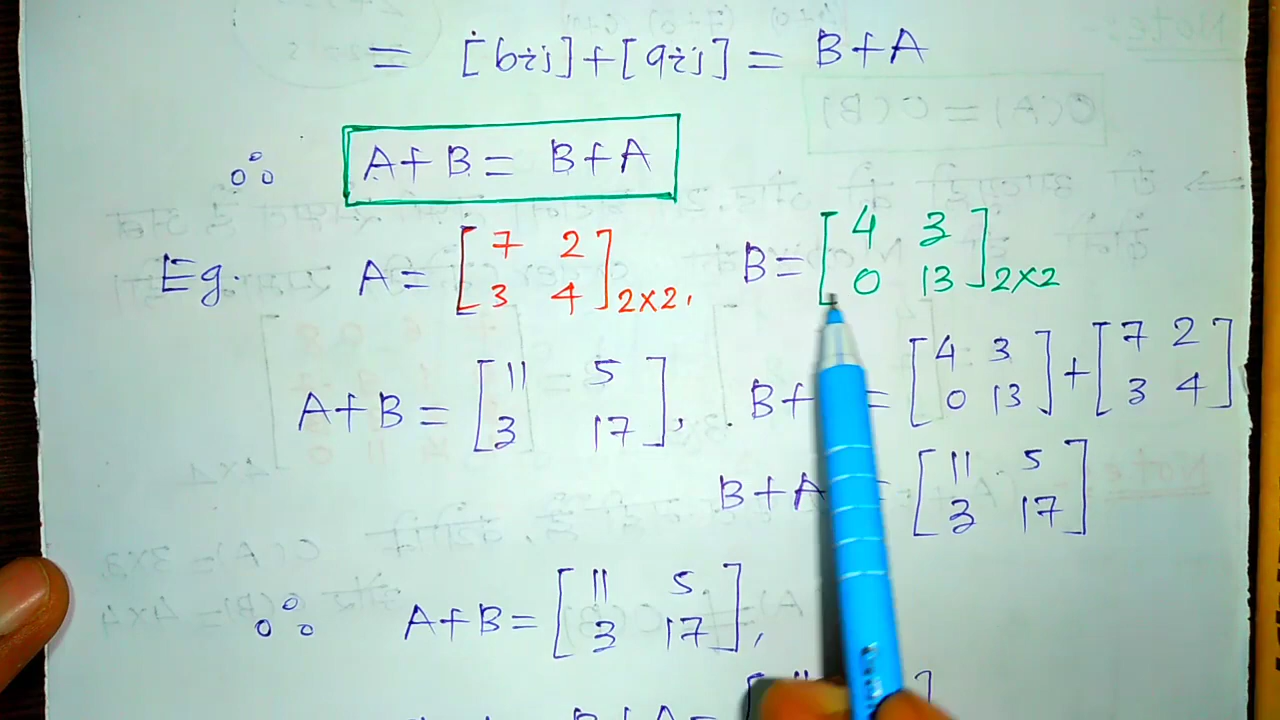 = [bij]+[aij] = B+A
∴ A+B = B+A
Eg. A = [7 2 3 4]2×2, B = [4 3 0 13]2×2
A+B = [11 5 3 17], B+ = [4 3 0 13] + [7 2 3 4]
B+A = [11 5 3 17]
∴ A+B = [11 5 3 17],
B+A =